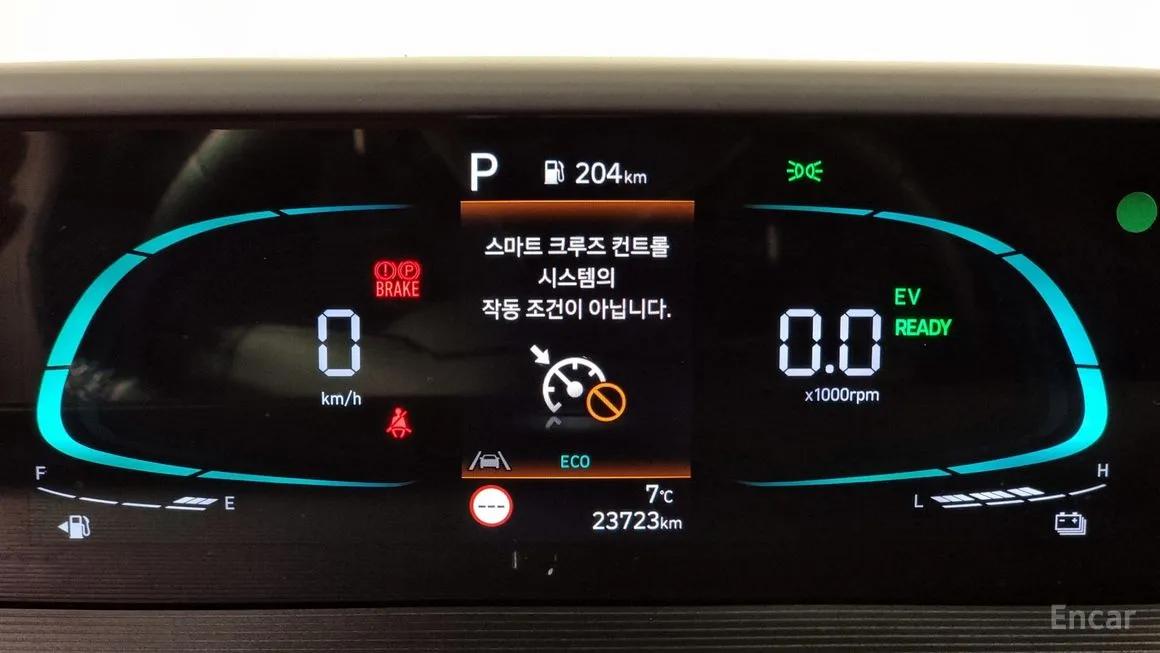 P 204km
스마트 크루즈 컨트롤
시스템의
작동 조건이 아닙니다.
BRAKE
0
km/h
EV
READY
0.0
x1000rpm
ECO
F E
---
7°C
23723km
L H
Encar